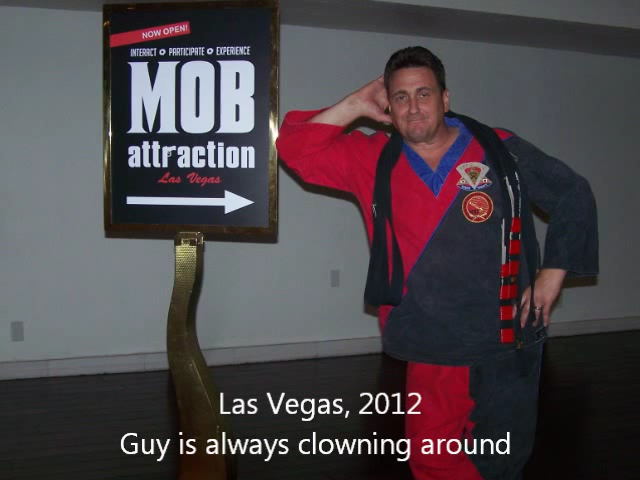 NOW OPEN!
INTERACT PARTICIPATE EXPERIENCE
MOB
attraction
Las Vegas
Las Vegas, 2012
Guy is always clowning around